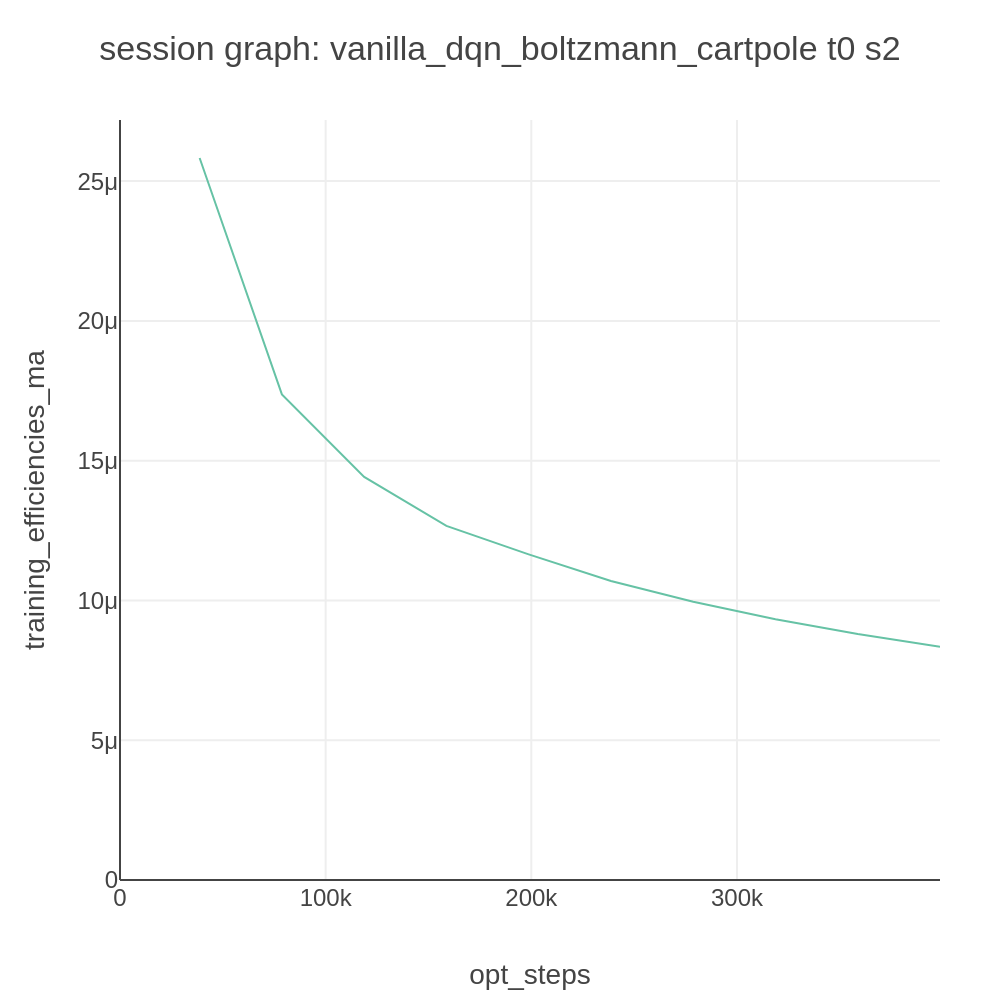 session graph: vanilla_dqn_boltzmann_cartpole t0 s2
25μ
20μ
15μ
10μ
5μ
0
0 100k 200k 300k
training_efficiencies_ma
opt_steps